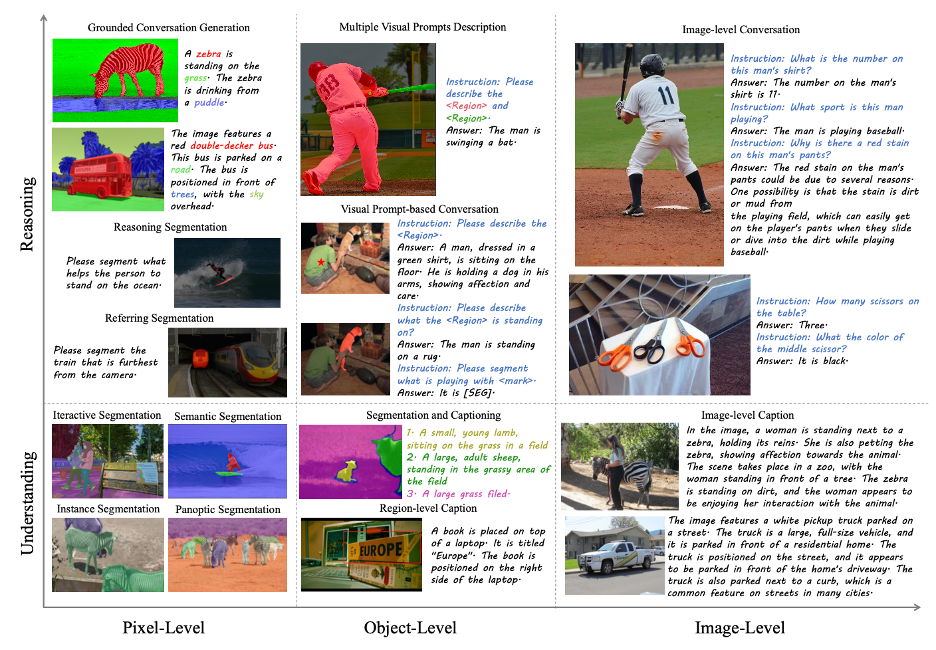 Grounded Conversation Generation
A zebra is
standing on the
grass. The zebra
is drinking from
a puddle.
The image features a
red double-decker bus.
This bus is parked on a
road. The bus is
positioned in front of
trees, with the sky
overhead.
Reasoning Segmentation
Please segment what
helps the person to
stand on the ocean.
Referring Segmentation
Please segment the
train that is furthest
from the camera.
Multiple Visual Prompts Description
Instruction: Please
describe the
<Region> and
<Region>.
Answer: The man is
swinging a bat.
Visual Prompt-based Conversation
Instruction: Please describe the
<Region>.
Answer: A man, dressed in a
green shirt, is sitting on the
floor. He is holding a dog in his
arms, showing affection and
care.
Instruction: Please describe
what the <Region> is standing
on?
Answer: The man is standing
on a rug.
Instruction: Please segment
what is playing with <mark>.
Answer: It is [SEG].
Image-level Conversation
11
Instruction: What is the number on
this man's shirt?
Answer: The number on the man's
shirt is 11.
Instruction: What sport is this man
playing?
Answer: The man is playing baseball.
Instruction: Why is there a red stain
on this man's pants?
Answer: The red stain on the man's
pants could be due to several reasons.
One possibility is that the stain is dirt
or mud from
the playing field, which can easily get
on the player's pants when they slide
or dive into the dirt while playing
baseball.
Instruction: How many scissors on
the table?
Answer: Three.
Instruction: What the color of
the middle scissor?
Answer: It is black.
Reasoning
Iteractive Segmentation
Semantic Segmentation
Instance Segmentation
Panoptic Segmentation
Segmentation and Captioning
1. A small, young lamb,
sitting on the grass in a field
2. A large, adult sheep,
standing in the grassy area of
the field
3. A large grass filed.
Region-level Caption
EUROPE
A book is placed on top
of a laptop. It is titled
"Europe". The book is
positioned on the right
side of the laptop.
Image-level Caption
In the image, a woman is standing next to a
zebra, holding its reins. She is also petting the
zebra, showing affection towards the animal.
The scene takes place in a zoo, with the
woman standing in front of a tree. The zebra
is standing on dirt, and the woman appears to
be enjoying her interaction with the animal.
The image features a white pickup truck parked on
a street. The truck is a large, full-size vehicle, and
it is parked in front of a residential home. The
truck is positioned on the street, and it appears
to be parked in front of the home's driveway. The
truck is also parked next to a curb, which is a
common feature on streets in many cities.
Understanding
Pixel-Level
Object-Level
Image-Level